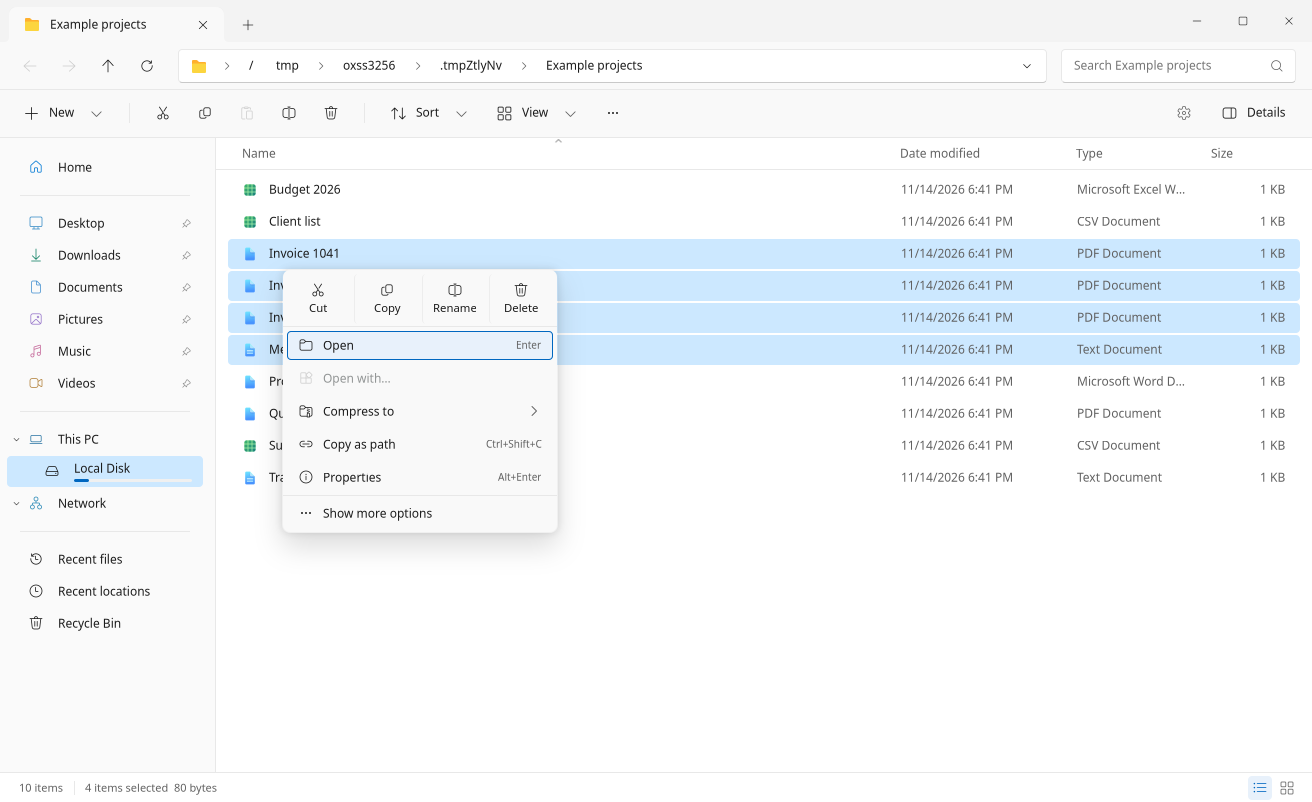 Example projects
/ tmp oxss3256 .tmpZtlyNv Example projects
Search Example projects
New Sort View Details
Home
Desktop
Downloads
Documents
Pictures
Music
Videos
This PC
Local Disk
Network
Recent files
Recent locations
Recycle Bin
Name Date modified Type Size
Budget 2026 11/14/2026 6:41 PM Microsoft Excel W... 1 KB
Client list 11/14/2026 6:41 PM CSV Document 1 KB
Invoice 1041 11/14/2026 6:41 PM PDF Document 1 KB
11/14/2026 6:41 PM PDF Document 1 KB
11/14/2026 6:41 PM PDF Document 1 KB
11/14/2026 6:41 PM Text Document 1 KB
11/14/2026 6:41 PM Microsoft Word D... 1 KB
11/14/2026 6:41 PM PDF Document 1 KB
11/14/2026 6:41 PM CSV Document 1 KB
11/14/2026 6:41 PM Text Document 1 KB
Cut Copy Rename Delete
Open Enter
Open with...
Compress to
Copy as path Ctrl+Shift+C
Properties Alt+Enter
Show more options
10 items 4 items selected 80 bytes